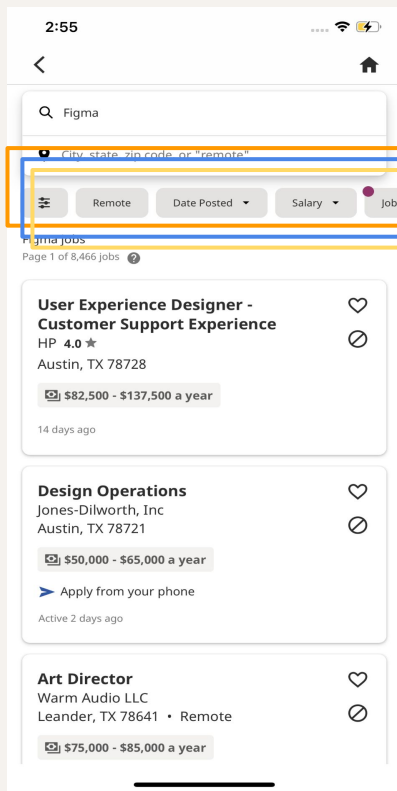 2:55
Figma
City, state, zip code, or "remote"
Remote Date Posted Salary Job
Figma jobs
Page 1 of 8,466 jobs ?
User Experience Designer -
Customer Support Experience
HP 4.0 ★
Austin, TX 78728
$82,500 - $137,500 a year
14 days ago
Design Operations
Jones-Dilworth, Inc
Austin, TX 78721
$50,000 - $65,000 a year
Apply from your phone
Active 2 days ago
Art Director
Warm Audio LLC
Leander, TX 78641 • Remote
$75,000 - $85,000 a year